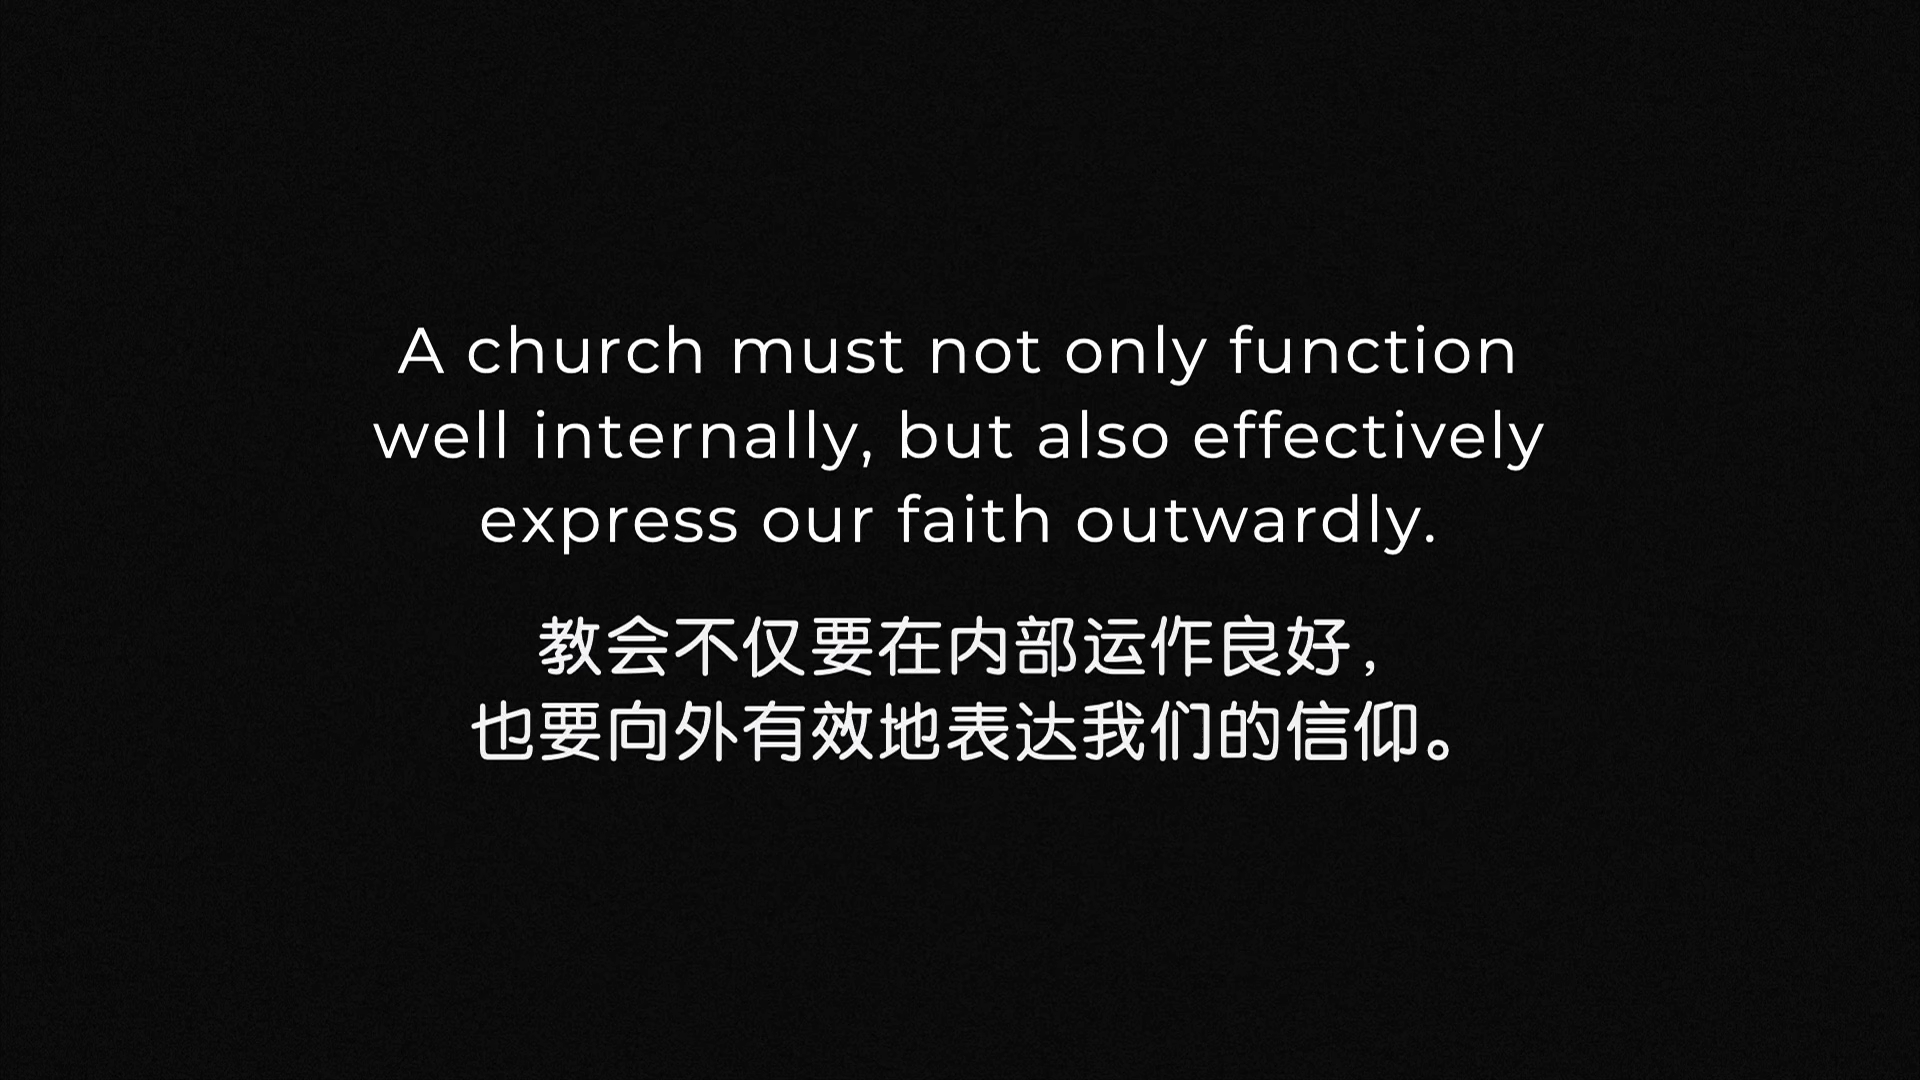 A church must not only function
well internally, but also effectively
express our faith outwardly.
教会不仅要在内部运作良好，
也要向外有效地表达我们的信仰。